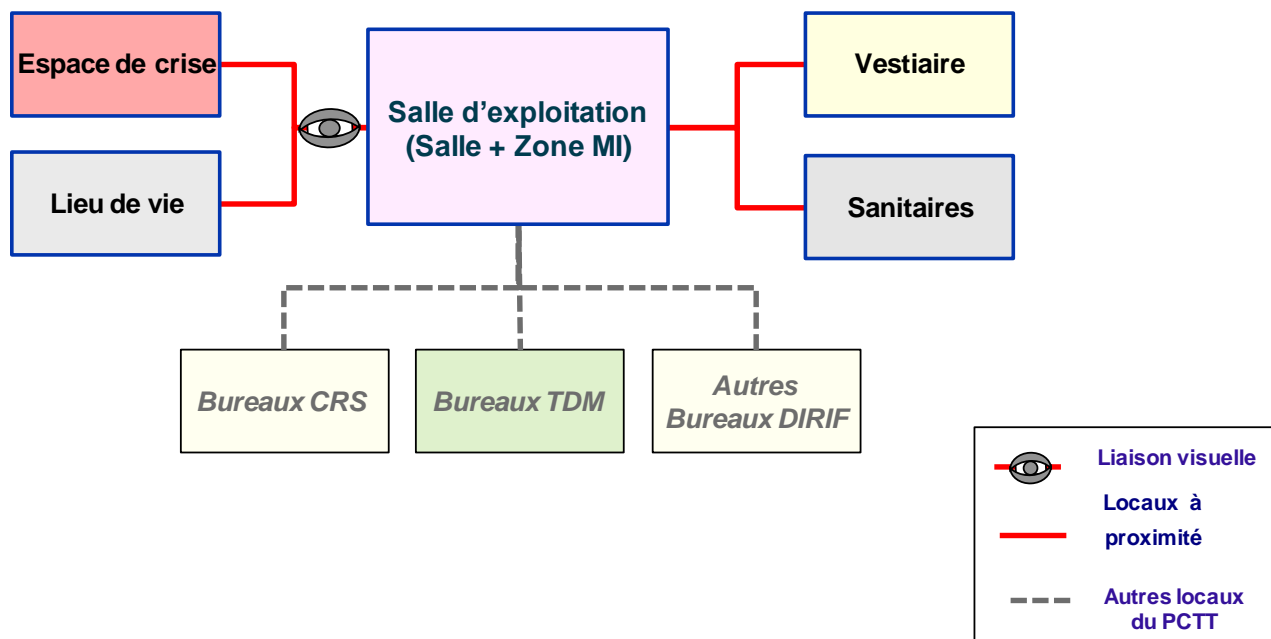 Espace de crise
Lieu de vie
Salle d’exploitation
(Salle + Zone MI)
Vestiaire
Sanitaires
Bureaux CRS
Bureaux TDM
Autres
Bureaux DIRIF
Liaison visuelle
Locaux à
proximité
Autres locaux
du PCTT